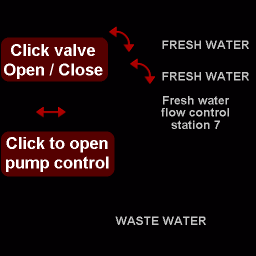 Click valve
Open / Close
FRESH WATER
FRESH WATER
Fresh water
flow control
station 7
Click to open
pump control
WASTE WATER